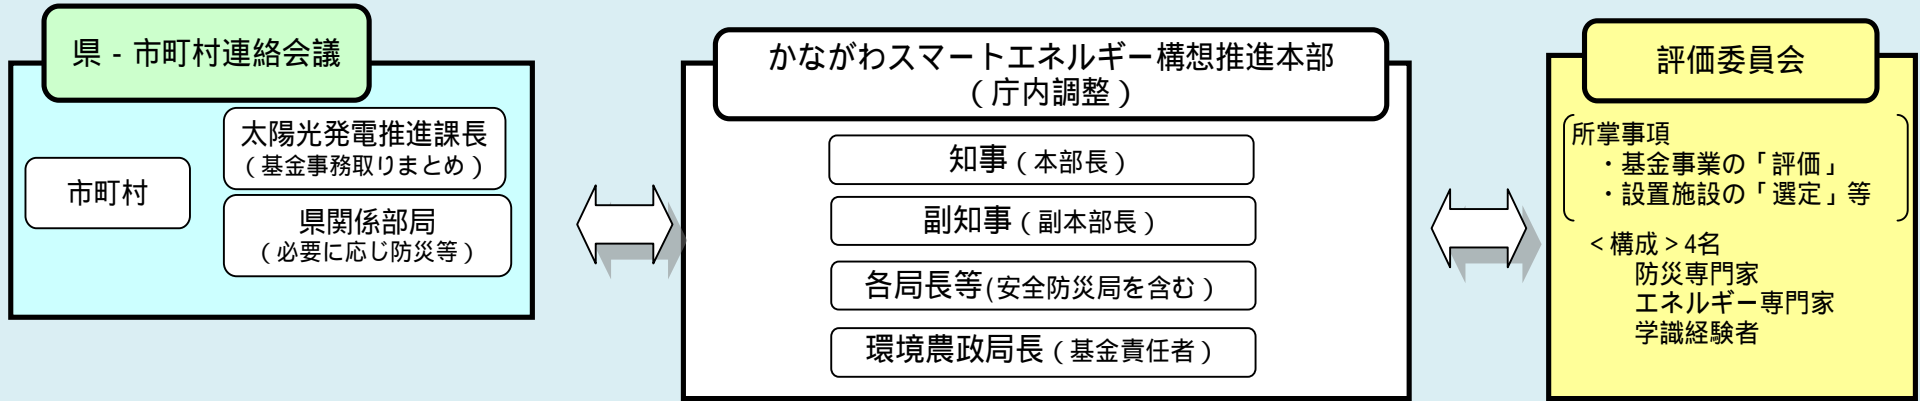 県 - 市町村連絡会議
市町村
太陽光発電推進課長
(基金事務取りまとめ)
県関係部局
(必要に応じ防災等)
かながわスマートエネルギー構想推進本部
(庁内調整)
知事(本部長)
副知事(副本部長)
各局長等(安全防災局を含む)
環境農政局長(基金責任者)
評価委員会
所掌事項
・基金事業の「評価」
・設置施設の「選定」等
<構成>4名
防災専門家
エネルギー専門家
学識経験者